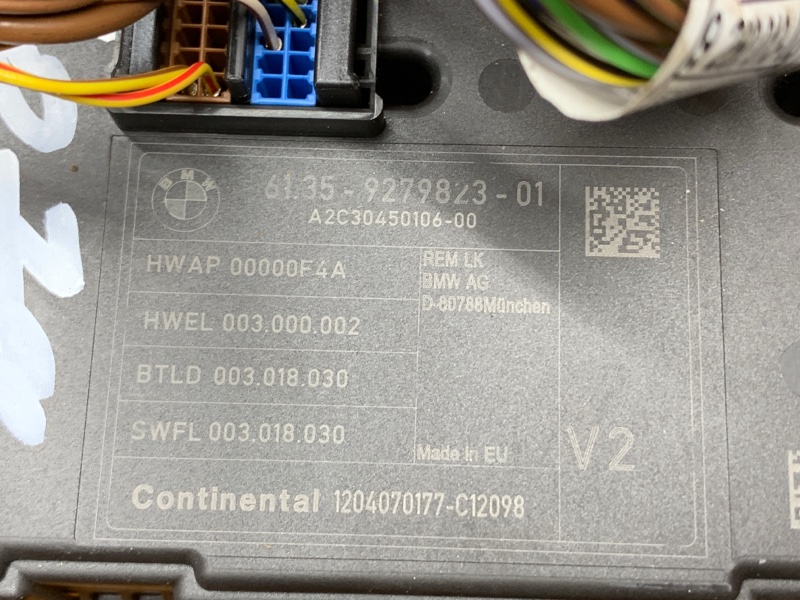 BMW
61.35 - 9279823 - 01
A2C30450106-00
HWAP 00000F4A
REM LK
BMW AG
D-80788München
HWEL 003.000.002
BTLD 003.018.030
SWFL 003.018.030
Made in EU
V2
Continental 1204070177-C12098